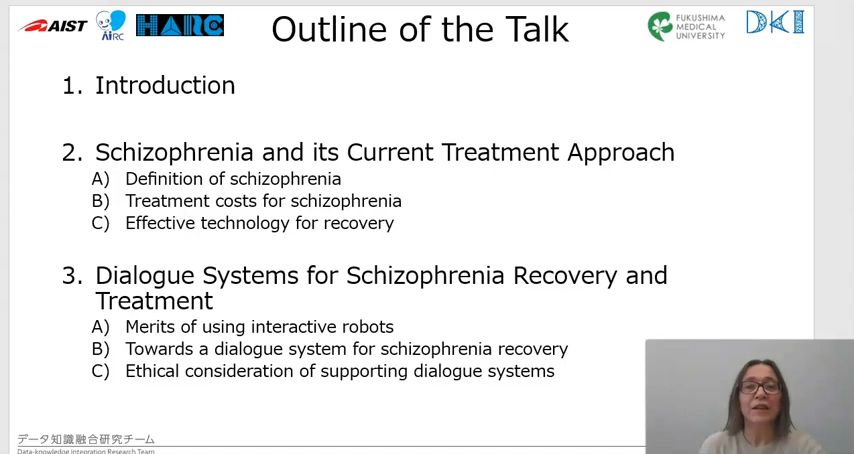 AIST
AIRC
HARC
Outline of the Talk
FUKUSHIMA
MEDICAL
UNIVERSITY
DKI
1. Introduction
2. Schizophrenia and its Current Treatment Approach
A) Definition of schizophrenia
B) Treatment costs for schizophrenia
C) Effective technology for recovery
3. Dialogue Systems for Schizophrenia Recovery and
Treatment
A) Merits of using interactive robots
B) Towards a dialogue system for schizophrenia recovery
C) Ethical consideration of supporting dialogue systems
データ知識融合研究チーム
Data-knowledge Integration Research Team